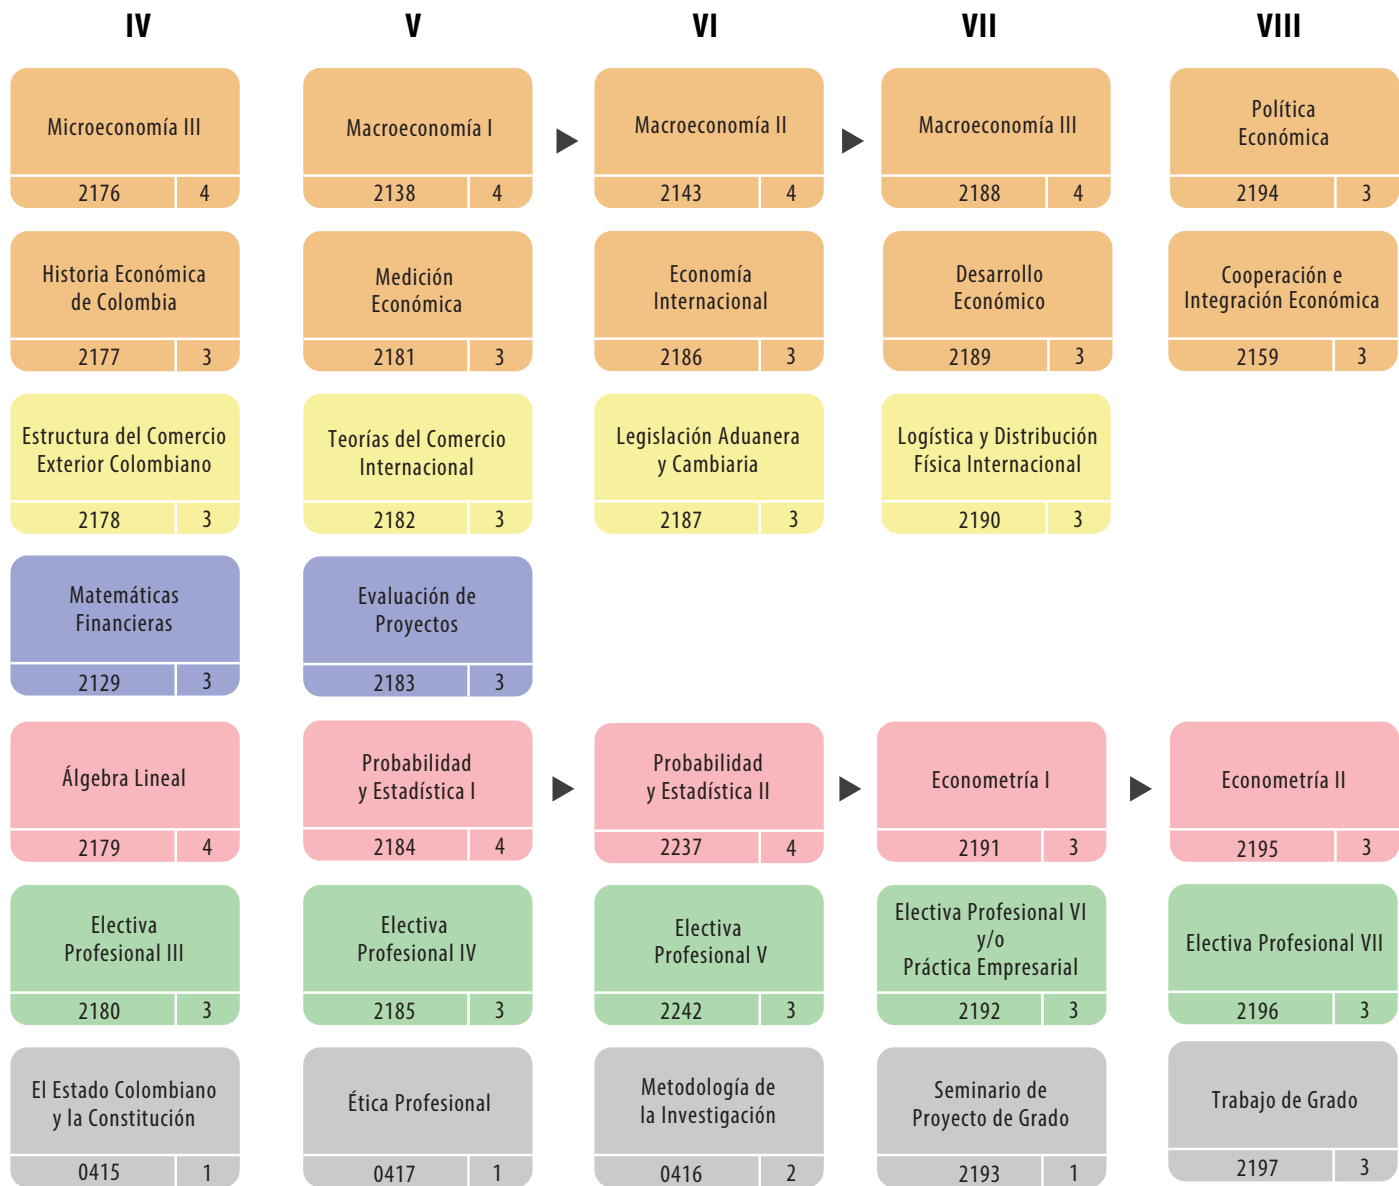 IV V VI VII VIII
Microeconomía III
2176 4
Macroeconomía I
2138 4
Macroeconomía II
2143 4
Macroeconomía III
2188 4
Política
Económica
2194 3
Historia Económica
de Colombia
2177 3
Medición
Económica
2181 3
Economía
Internacional
2186 3
Desarrollo
Económico
2189 3
Cooperación e
Integración Económica
2159 3
Estructura del Comercio
Exterior Colombiano
2178 3
Teorías del Comercio
Internacional
2182 3
Legislación Aduanera
y Cambiaria
2187 3
Logística y Distribución
Física Internacional
2190 3
Matemáticas
Financieras
2129 3
Evaluación de
Proyectos
2183 3
Álgebra Lineal
2179 4
Probabilidad
y Estadística I
2184 4
Probabilidad
y Estadística II
2237 4
Econometría I
2191 3
Econometría II
2195 3
Electiva
Profesional III
2180 3
Electiva
Profesional IV
2185 3
Electiva
Profesional V
2242 3
Electiva Profesional VI
y/o
Práctica Empresarial
2192 3
Electiva Profesional VII
2196 3
El Estado Colombiano
y la Constitución
0415 1
Ética Profesional
0417 1
Metodología de
la Investigación
0416 2
Seminario de
Proyecto de Grado
2193 1
Trabajo de Grado
2197 3